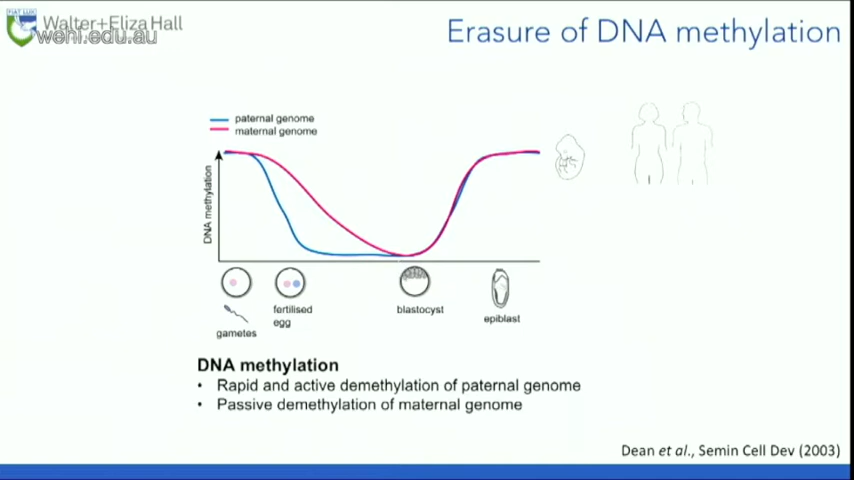 FIAT LUX
Walter+Eliza Hall
wehi.edu.au
Erasure of DNA methylation
paternal genome
maternal genome
DNA methylation
gametes
fertilised
egg
blastocyst
epiblast
DNA methylation
• Rapid and active demethylation of paternal genome
• Passive demethylation of maternal genome
Dean et al., Semin Cell Dev (2003)